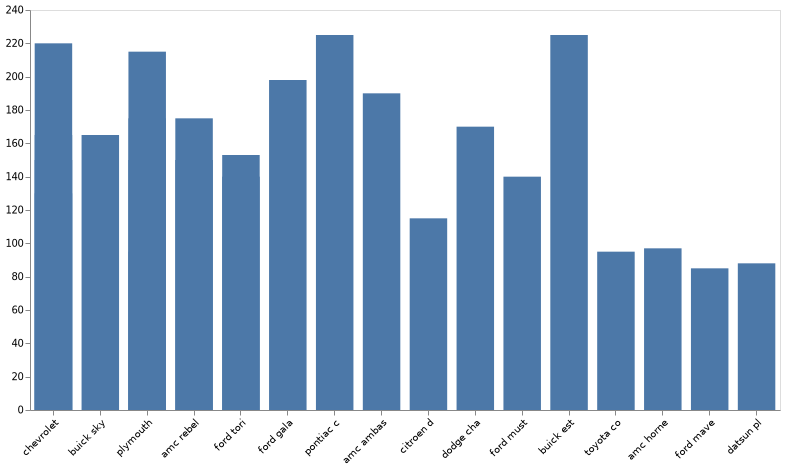 240
220
200
180
160
140
120
100
80
60
40
20
0
chevrolet
buick sky
plymouth
amc rebel
ford tori
ford gala
pontiac c
amc ambas
citroen d
dodge cha
ford must
buick est
toyota co
amc horne
ford mave
datsun pl